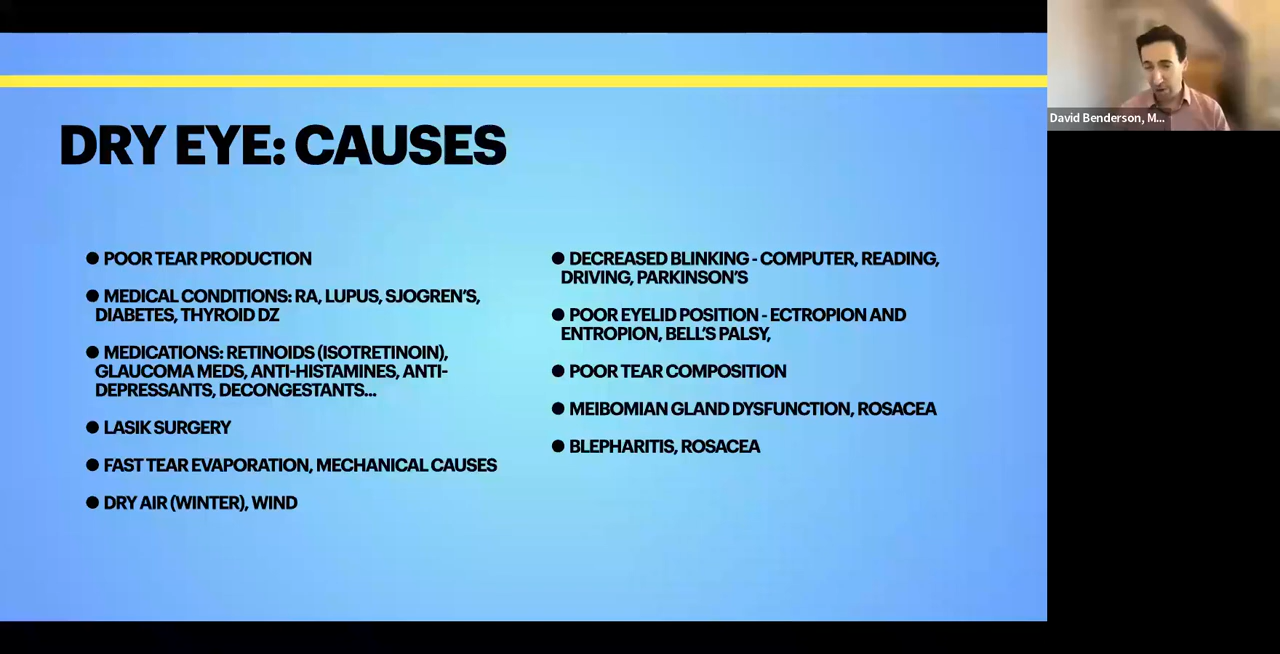 DRY EYE: CAUSES
● POOR TEAR PRODUCTION
● MEDICAL CONDITIONS: RA, LUPUS, SJOGREN'S,
DIABETES, THYROID DZ
● MEDICATIONS: RETINOIDS (ISOTRETINOIN),
GLAUCOMA MEDS, ANTI-HISTAMINES, ANTI-
DEPRESSANTS, DECONGESTANTS...
● LASIK SURGERY
● FAST TEAR EVAPORATION, MECHANICAL CAUSES
● DRY AIR (WINTER), WIND
● DECREASED BLINKING - COMPUTER, READING,
DRIVING, PARKINSON'S
● POOR EYELID POSITION - ECTROPION AND
ENTROPION, BELL'S PALSY,
● POOR TEAR COMPOSITION
● MEIBOMIAN GLAND DYSFUNCTION, ROSACEA
● BLEPHARITIS, ROSACEA
David Benderson, M...